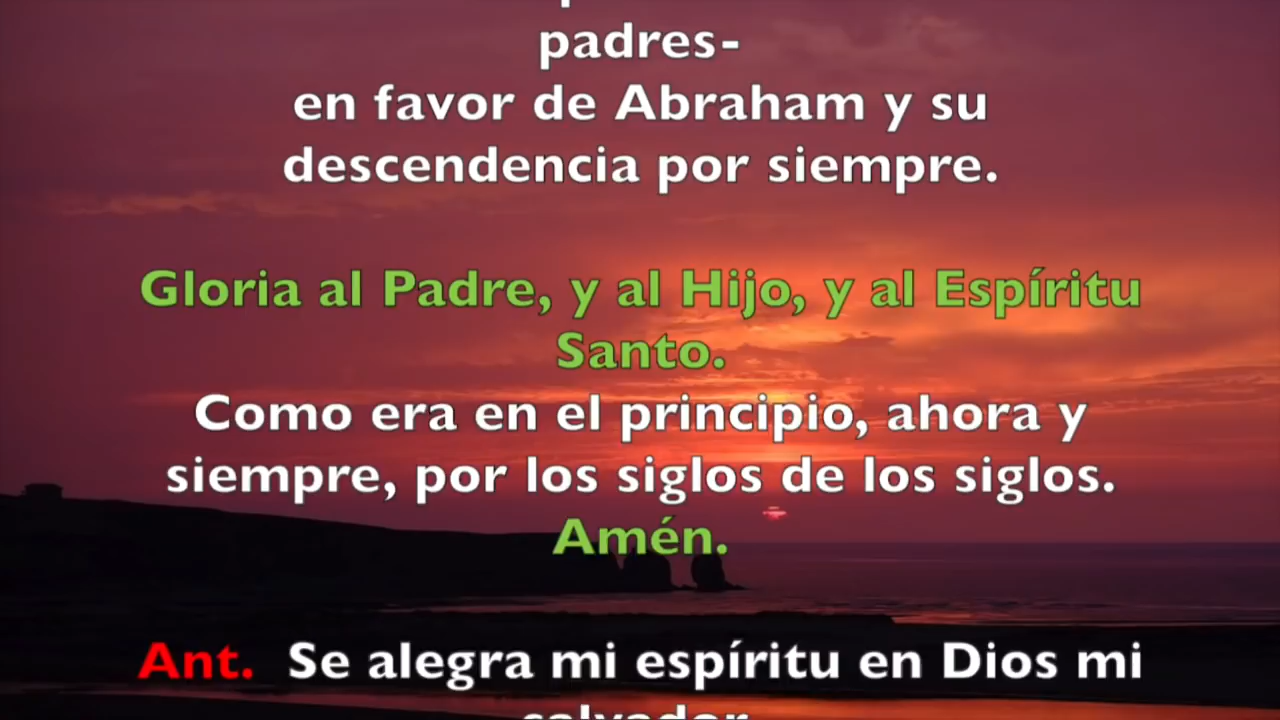 padres-
en favor de Abraham y su
descendencia por siempre.
Gloria al Padre, y al Hijo, y al Espíritu
Santo.
Como era en el principio, ahora y
siempre, por los siglos de los siglos.
Amén.
Ant. Se alegra mi espíritu en Dios mi
salvador